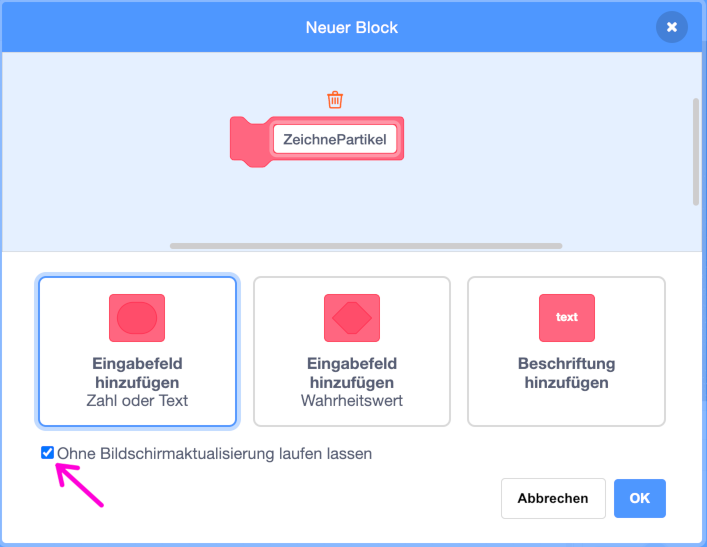 Neuer Block
ZeichnePartikel
Eingabefeld
hinzufügen
Zahl oder Text
Eingabefeld
hinzufügen
Wahrheitswert
text
Beschriftung
hinzufügen
Ohne Bildschirmaktualisierung laufen lassen
Abbrechen
OK